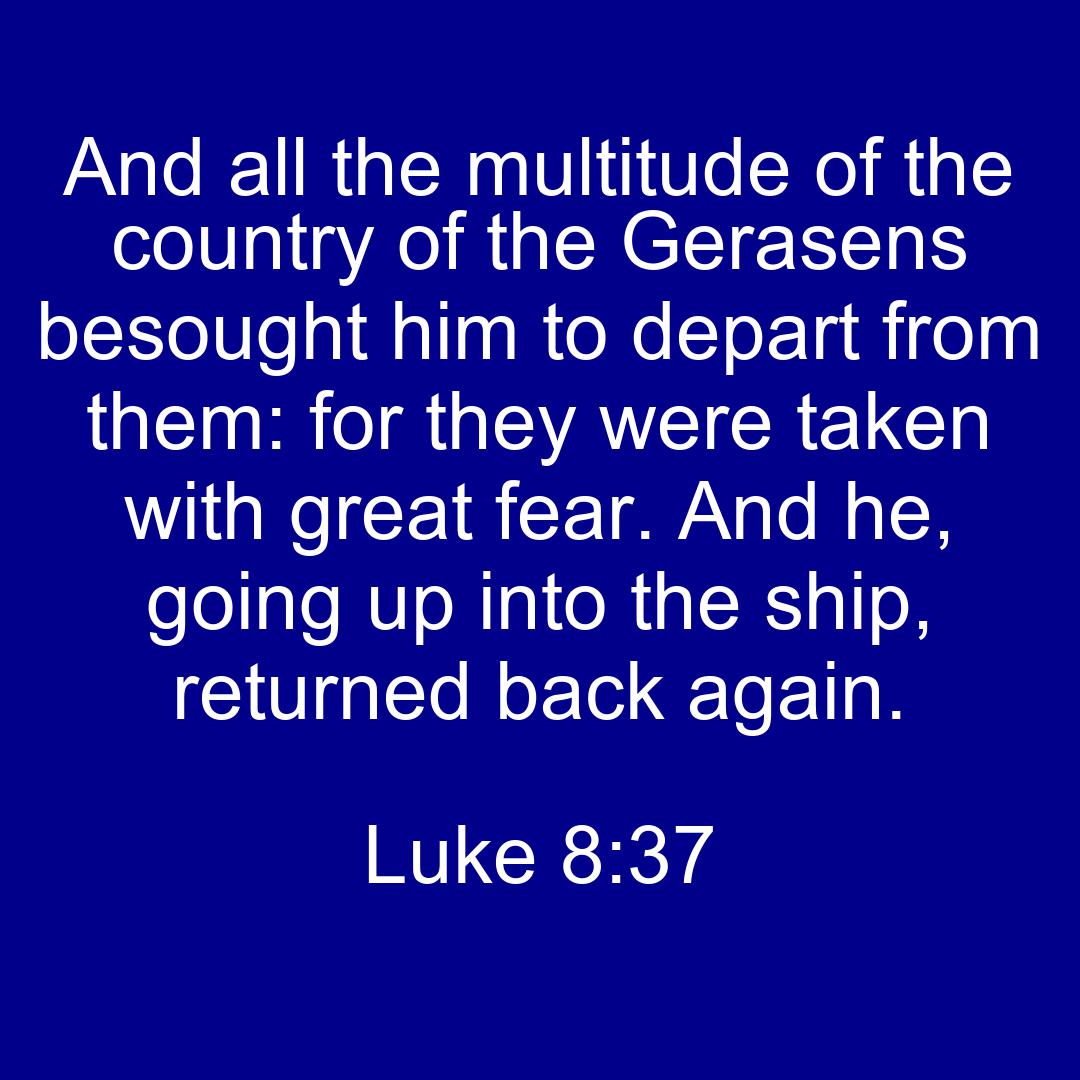 And all the multitude of the
country of the Gerasens
besought him to depart from
them: for they were taken
with great fear. And he,
going up into the ship,
returned back again.
Luke 8:37